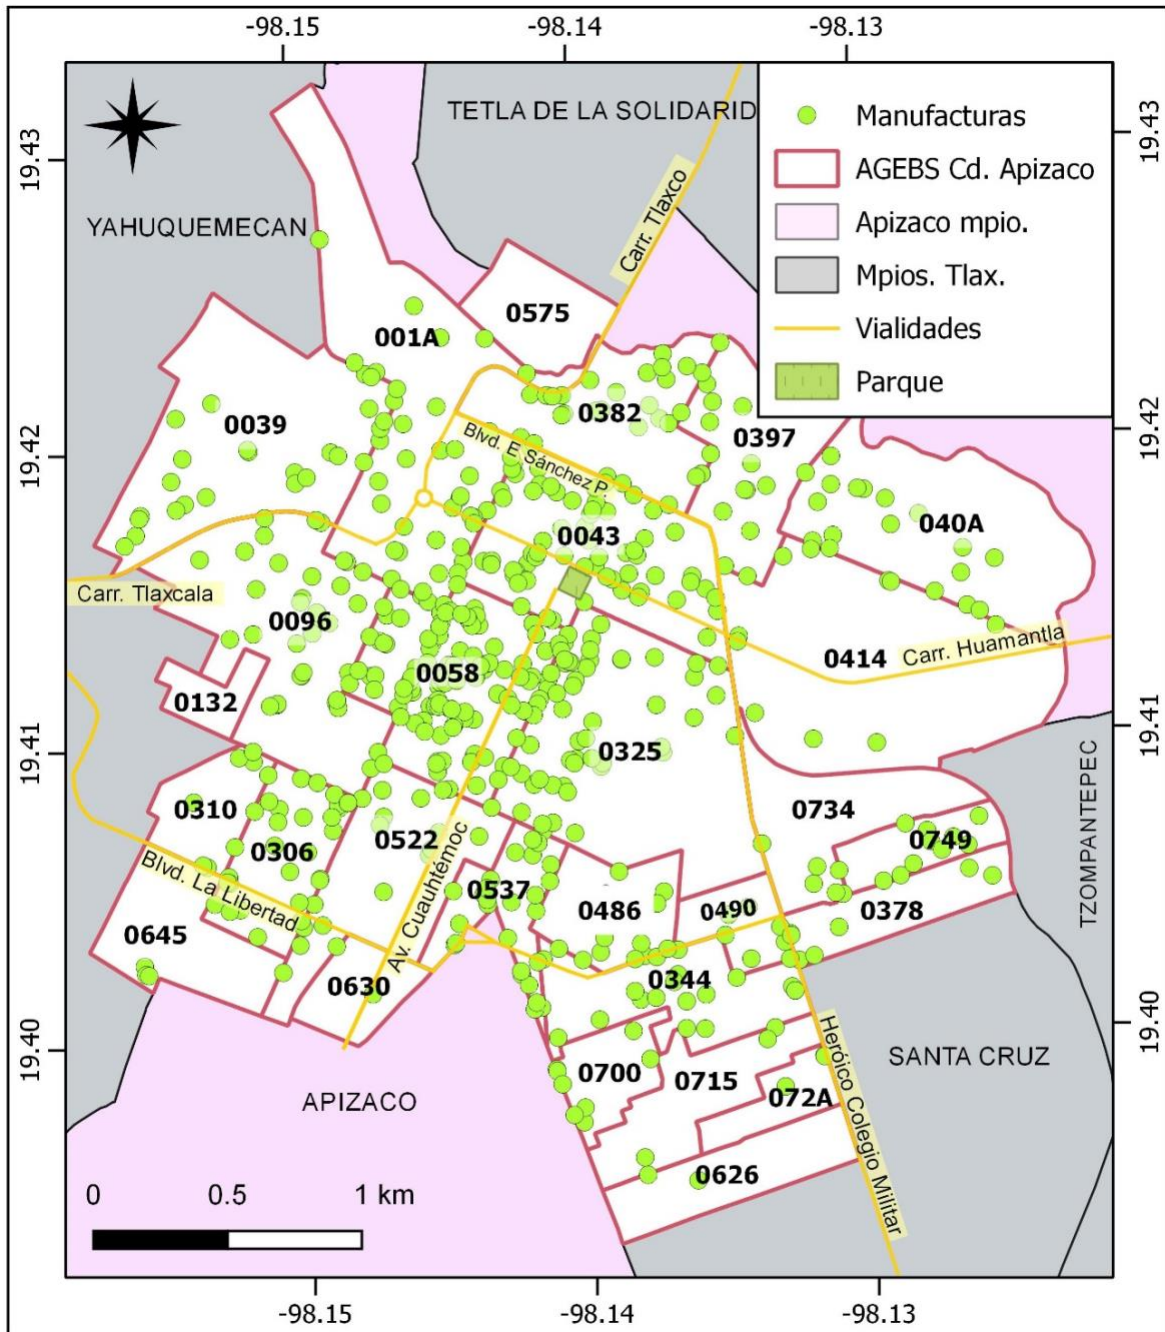 -98.15
-98.14
-98.13
19.43
19.42
19.41
19.40
19.43
19.42
19.41
19.40
TETLA DE LA SOLIDARID
YAHUQUEMECAN
Carr. Tlaxco
Manufacturas
AGEBS Cd. Apizaco
Apizaco mpio.
Mpios. Tlax.
Vialidades
Parque
0575
001A
0382
0039
0397
Blvd. E Sánchez P.
0043
040A
Carr. Tlaxcala
0096
0058
0414
Carr. Huamantla
0132
0325
TZOMPANTEPEC
0310
0306
0522
0734
0749
Blvd. La Libertad
Av. Cuauhtémoc
0537
0486
0490
0378
0645
0630
0344
0700
0715
072A
SANTA CRUZ
Heróico Colegio Militar
APIZACO
0626
0
0.5
1 km
-98.15
-98.14
-98.13